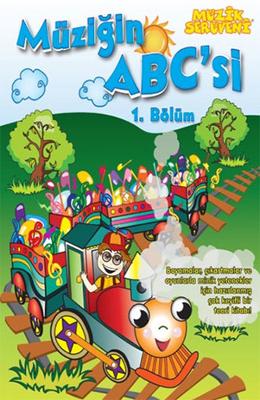 MÜZİK
SERÜVENİ
Müziğin
ABC'si
1. Bölüm
Boyamalar, çıkartmalar ve
oyunlarla minik yetenekler
için hazırlanmış
çok keyifli bir
teori kitabı!